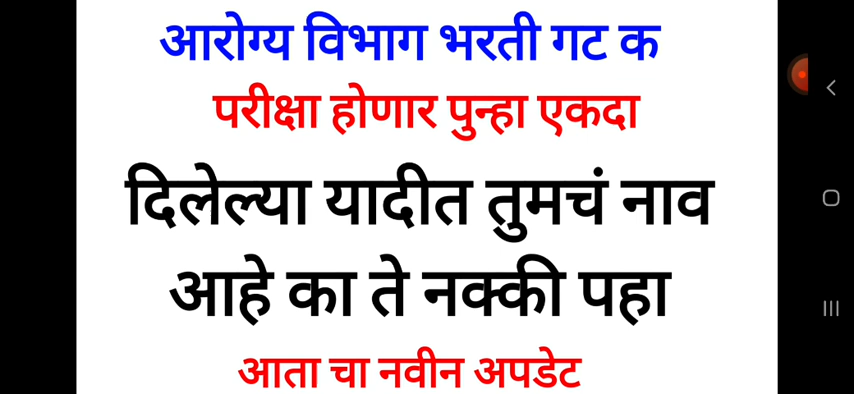 आरोग्य विभाग भरती गट क
परीक्षा होणार पुन्हा एकदा
दिलेल्या यादीत तुमचं नाव
आहे का ते नक्की पहा
आता चा नवीन अपडेट